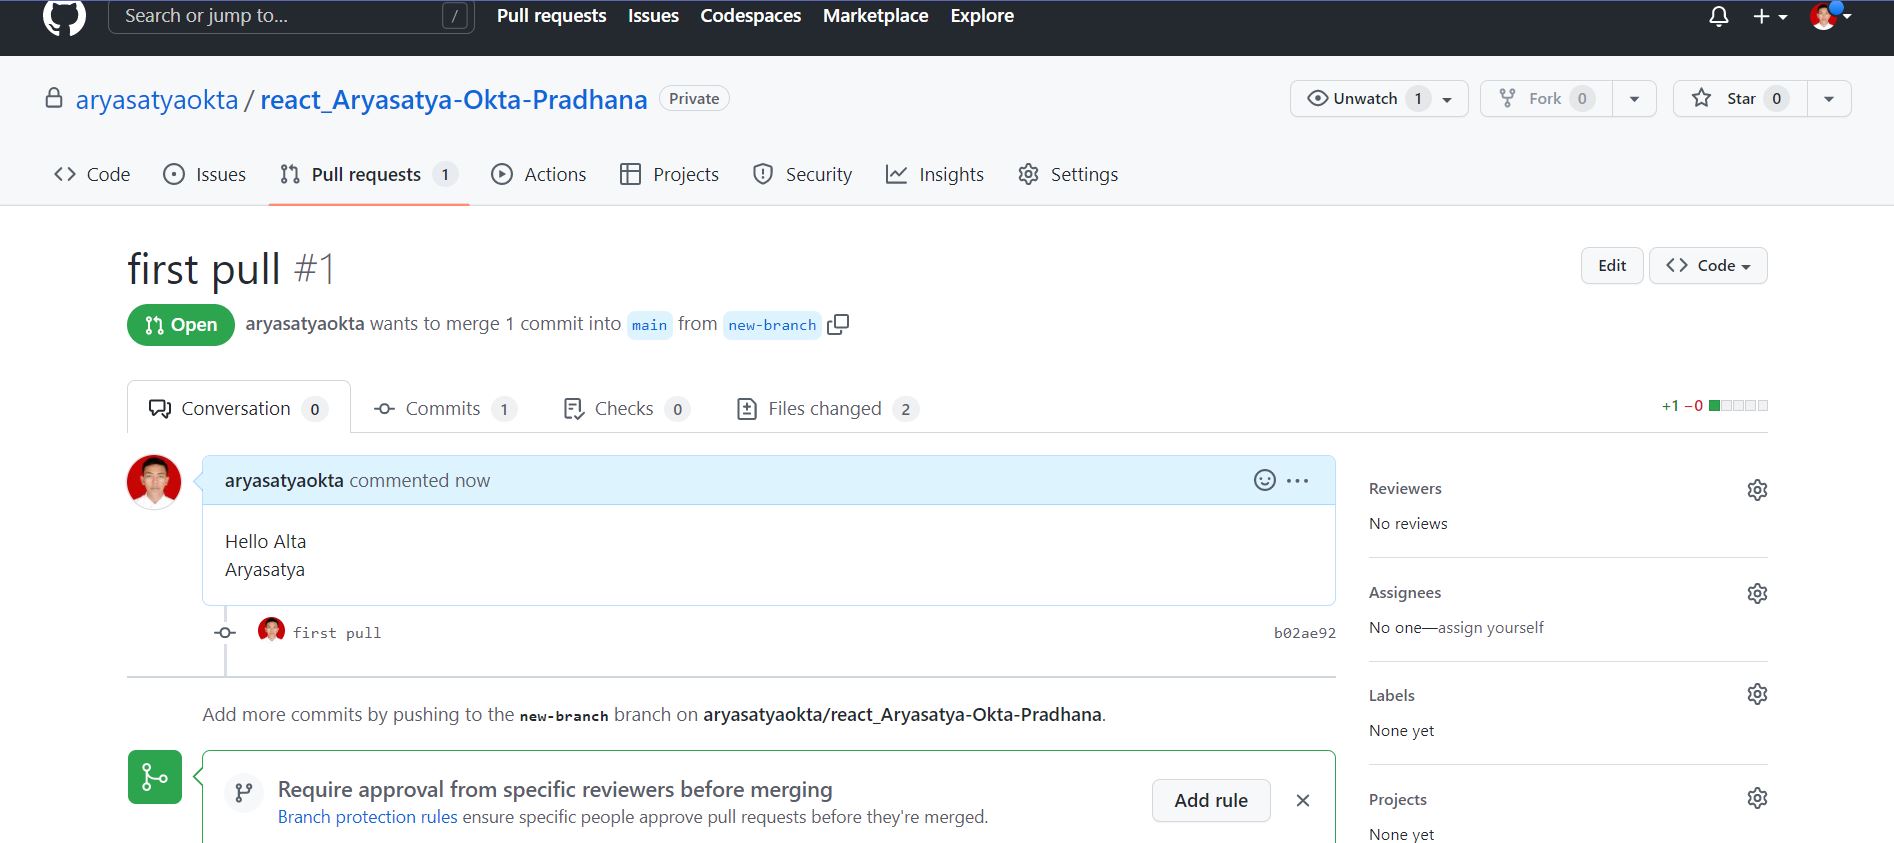 Search or jump to... /
Pull requests Issues Codespaces Marketplace Explore
aryasatyaokta / react_Aryasatya-Okta-Pradhana Private
Unwatch 1 Fork 0 Star 0
Code Issues Pull requests 1 Actions Projects Security Insights Settings
first pull #1
Edit Code
Open aryasatyaokta wants to merge 1 commit into main from new-branch
Conversation 0 Commits 1 Checks 0 Files changed 2
+1 −0
aryasatyaokta commented now
Hello Alta
Aryasatya
first pull b02ae92
Add more commits by pushing to the new-branch branch on aryasatyaokta/react_Aryasatya-Okta-Pradhana.
Require approval from specific reviewers before merging
Branch protection rules ensure specific people approve pull requests before they're merged.
Add rule
Reviewers
No reviews
Assignees
No one—assign yourself
Labels
None yet
Projects
None yet